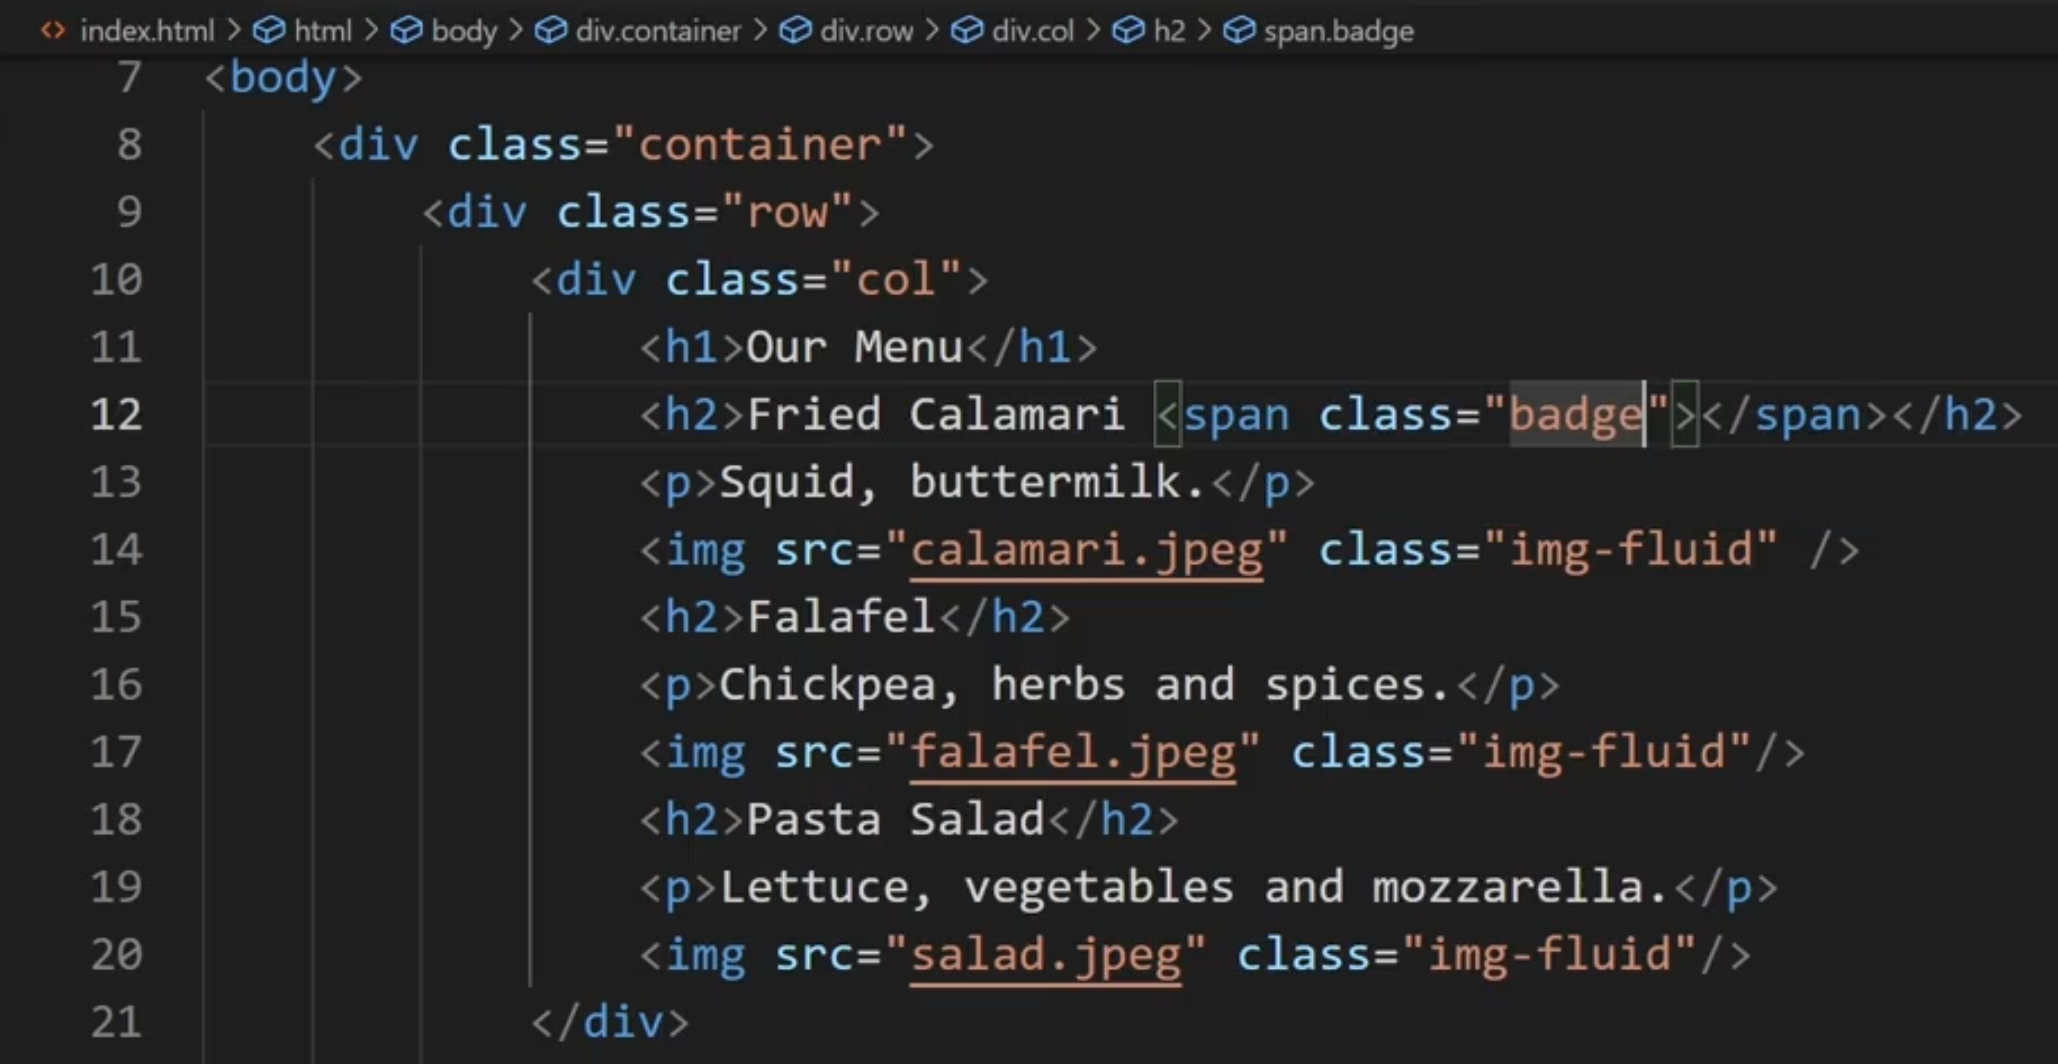 index.html > html > body > div.container > div.row > div.col > h2 > span.badge
7 <body>
8 <div class="container">
9 <div class="row">
10 <div class="col">
11 <h1>Our Menu</h1>
12 <h2>Fried Calamari <span class="badge"></span></h2>
13 <p>Squid, buttermilk.</p>
14 <img src="calamari.jpeg" class="img-fluid" />
15 <h2>Falafel</h2>
16 <p>Chickpea, herbs and spices.</p>
17 <img src="falafel.jpeg" class="img-fluid"/>
18 <h2>Pasta Salad</h2>
19 <p>Lettuce, vegetables and mozzarella.</p>
20 <img src="salad.jpeg" class="img-fluid"/>
21 </div>